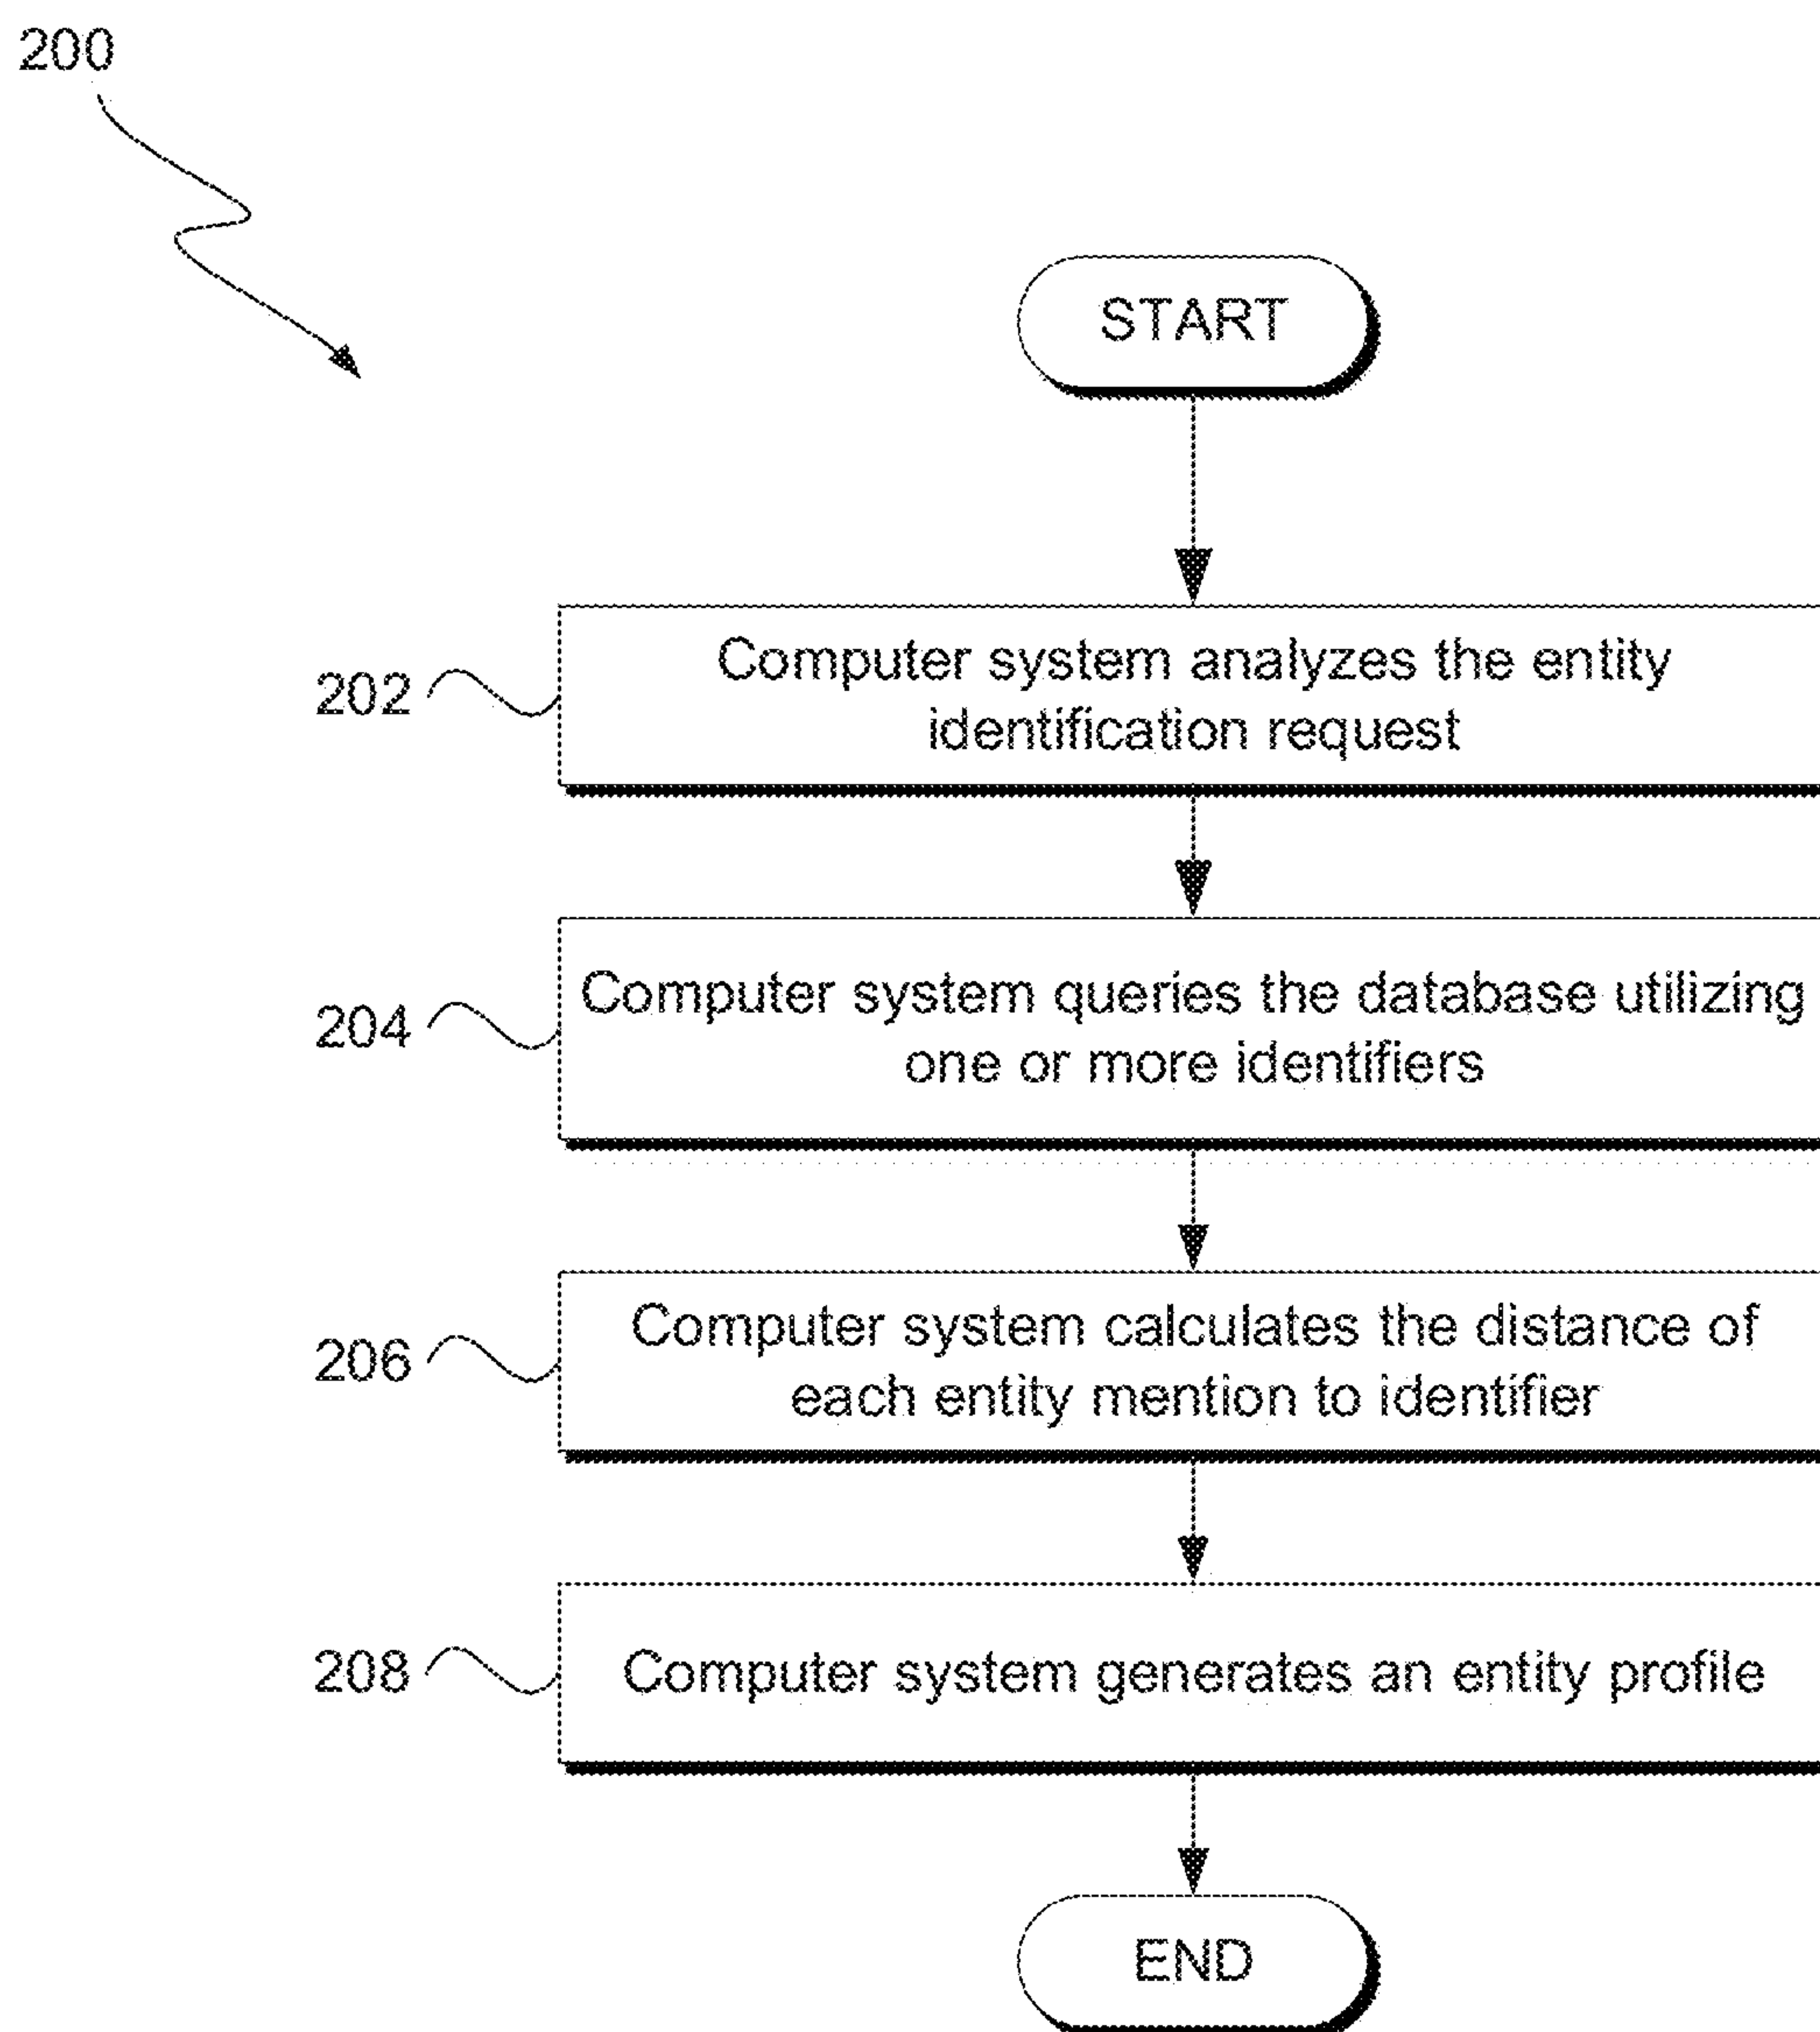 200
START
202
Computer system analyzes the entity
identification request
204
Computer system queries the database utilizing
one or more identifiers
206
Computer system calculates the distance of
each entity mention to identifier
208
Computer system generates an entity profile
END